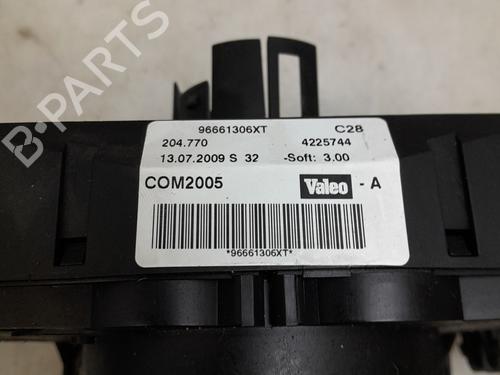 96661306XT C28
204.770 4225744
13.07.2009 S 32 -Soft: 3.00
COM2005 Valeo - A
*96661306XT*
B-PARTS